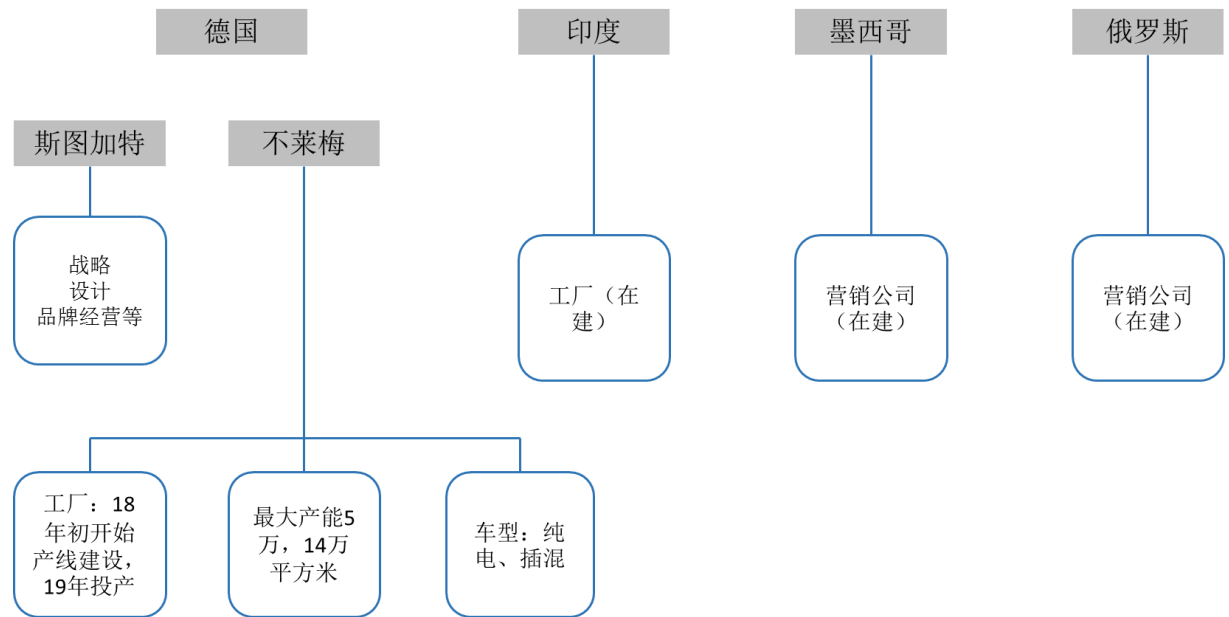 德国
印度
墨西哥
俄罗斯
斯图加特
不莱梅
战略
设计
品牌经营等
工厂（在
建）
营销公司
（在建）
营销公司
（在建）
工厂：18
年初开始
产线建设，
19年投产
最大产能5
万，14万
平方米
车型：纯
电、插混